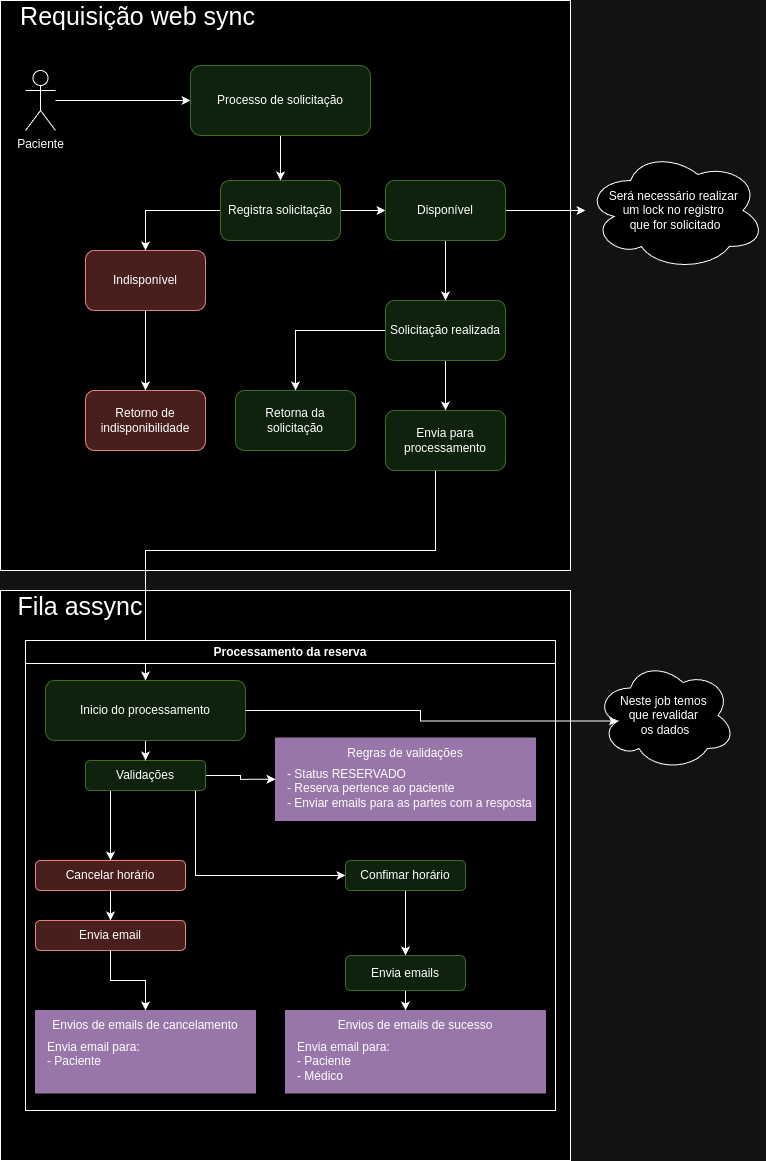 Requisição web sync
Paciente
Processo de solicitação
Registra solicitação
Disponível
Será necessário realizar
um lock no registro
que for solicitado
Indisponível
Solicitação realizada
Retorno de
indisponibilidade
Retorna da
solicitação
Envia para
processamento
Fila assync
Processamento da reserva
Inicio do processamento
Neste job temos
que revalidar
os dados
Validações
Regras de validações
- Status RESERVADO
- Reserva pertence ao paciente
- Enviar emails para as partes com a resposta
Cancelar horário
Confimar horário
Envia email
Envia emails
Envios de emails de cancelamento
Envia email para:
- Paciente
Envios de emails de sucesso
Envia email para:
- Paciente
- Médico